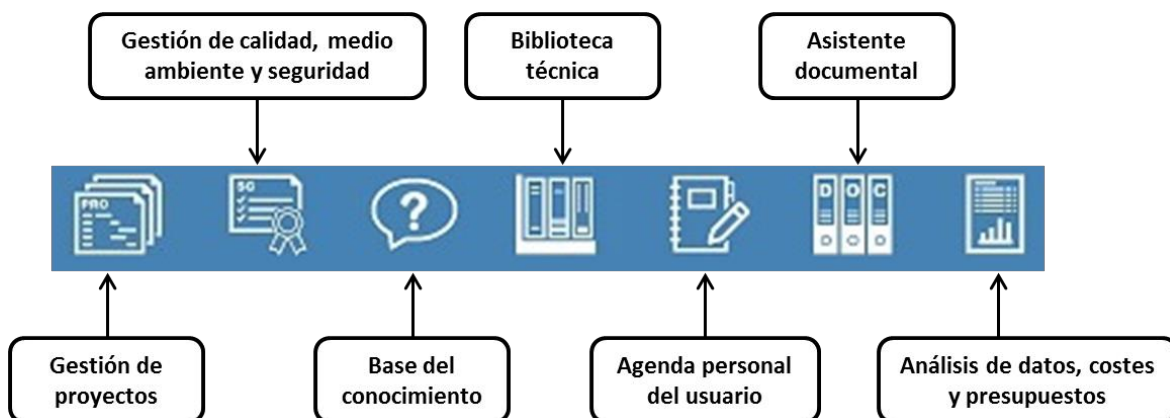 Gestión de calidad, medio
ambiente y seguridad
Biblioteca
técnica
Asistente
documental
PRO
SG
?
D O C
Gestión de
proyectos
Base del
conocimiento
Agenda personal
del usuario
Análisis de datos, costes
y presupuestos